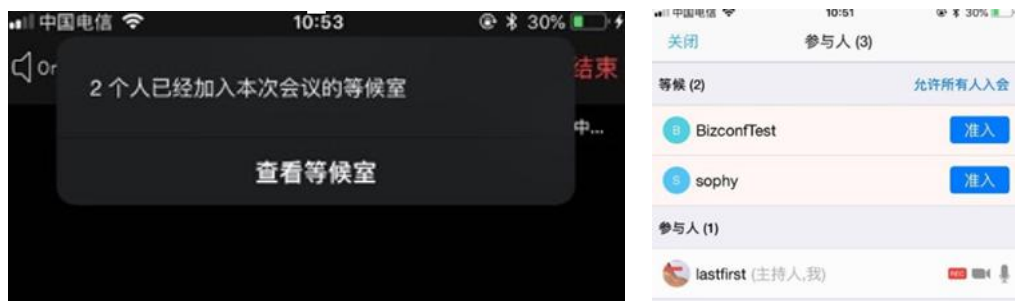 中国电信 10:53 30%
Or 结束
2 个人已经加入本次会议的等候室
中...
查看等候室
中国电信 10:51 30%
关闭 参与人 (3)
等候 (2) 允许所有人入会
B BizconfTest 准入
S sophy 准入
参与人 (1)
lastfirst (主持人,我) REC